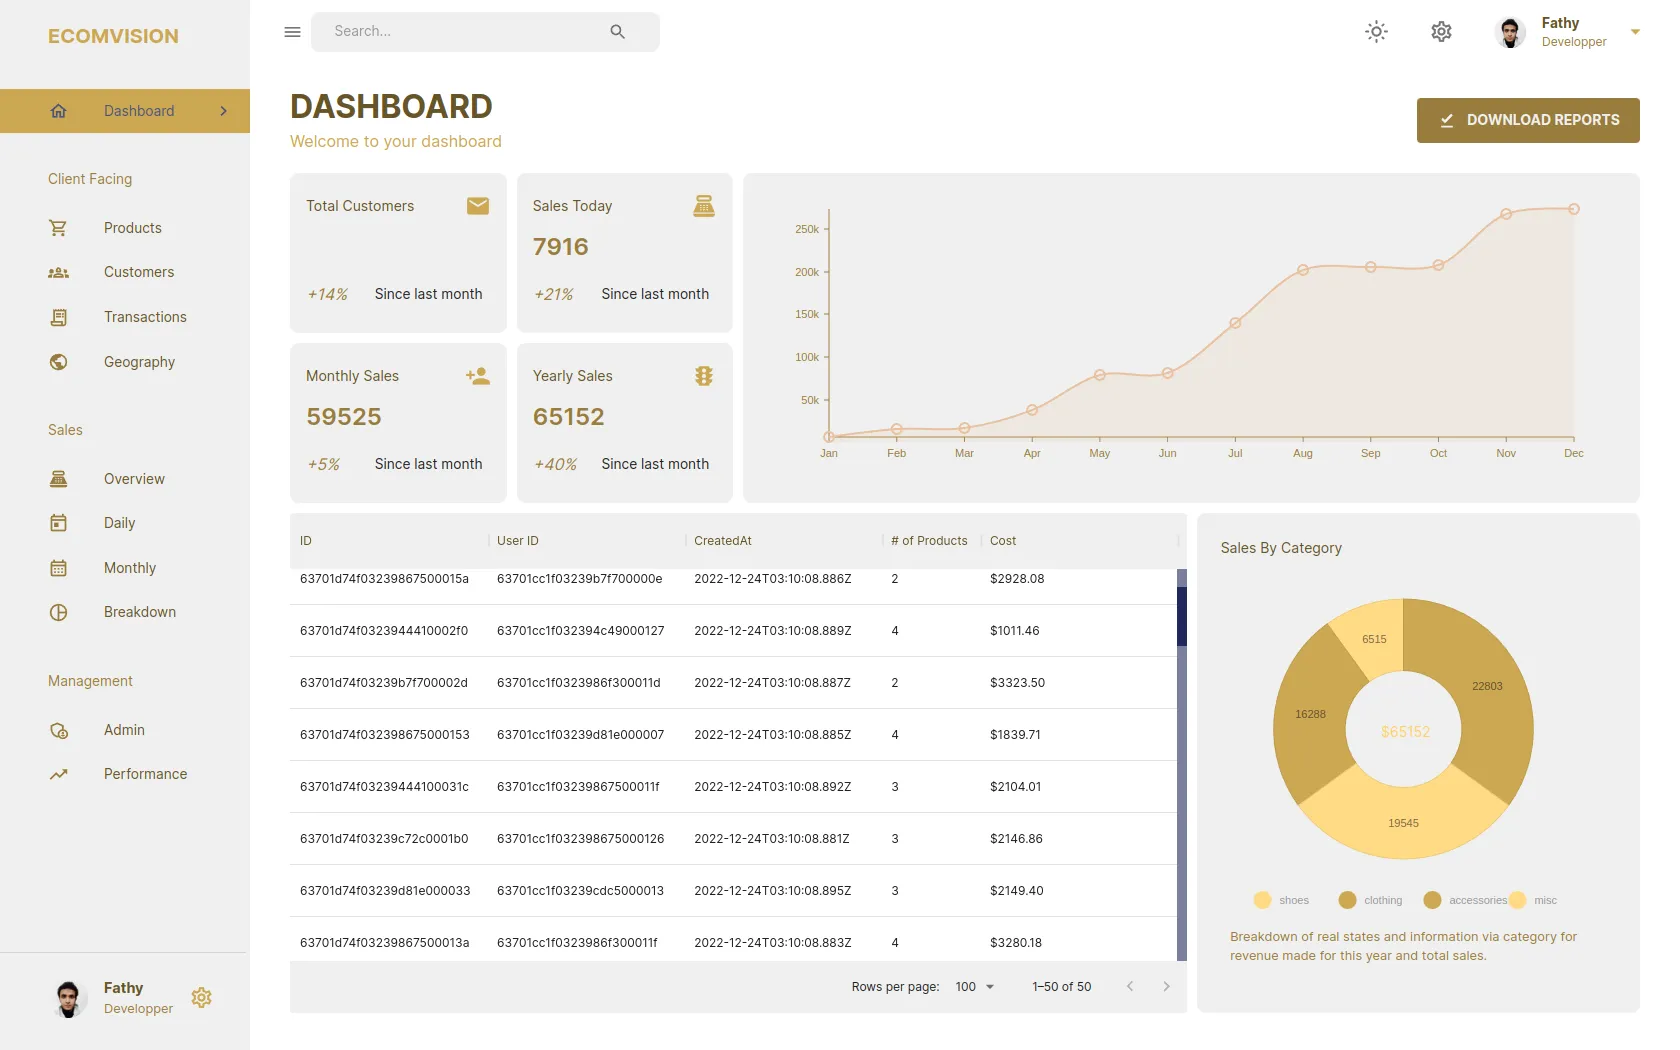 ECOMVISION
Search...
Fathy
Developper
Dashboard
Client Facing
Products
Customers
Transactions
Geography
Sales
Overview
Daily
Monthly
Breakdown
Management
Admin
Performance
Fathy
Developper
DASHBOARD
Welcome to your dashboard
DOWNLOAD REPORTS
Total Customers
+14% Since last month
Sales Today
7916
+21% Since last month
Monthly Sales
59525
+5% Since last month
Yearly Sales
65152
+40% Since last month
250k
200k
150k
100k
50k
Jan Feb Mar Apr May Jun Jul Aug Sep Oct Nov Dec
ID User ID CreatedAt # of Products Cost
63701d74f03239867500015a 63701cc1f03239b7f700000e 2022-12-24T03:10:08.886Z 2 $2928.08
63701d74f0323944410002f0 63701cc1f032394c49000127 2022-12-24T03:10:08.889Z 4 $1011.46
63701d74f03239b7f700002d 63701cc1f0323986f300011d 2022-12-24T03:10:08.887Z 2 $3323.50
63701d74f032398675000153 63701cc1f03239d81e000007 2022-12-24T03:10:08.885Z 4 $1839.71
63701d74f03239444100031c 63701cc1f03239867500011f 2022-12-24T03:10:08.892Z 3 $2104.01
63701d74f03239c72c0001b0 63701cc1f032398675000126 2022-12-24T03:10:08.881Z 3 $2146.86
63701d74f03239d81e000033 63701cc1f03239cdc5000013 2022-12-24T03:10:08.895Z 3 $2149.40
63701d74f03239867500013a 63701cc1f0323986f300011f 2022-12-24T03:10:08.883Z 4 $3280.18
Rows per page: 100 1–50 of 50
Sales By Category
6515
22803
16288
$65152
19545
shoes clothing accessories misc
Breakdown of real states and information via category for
revenue made for this year and total sales.